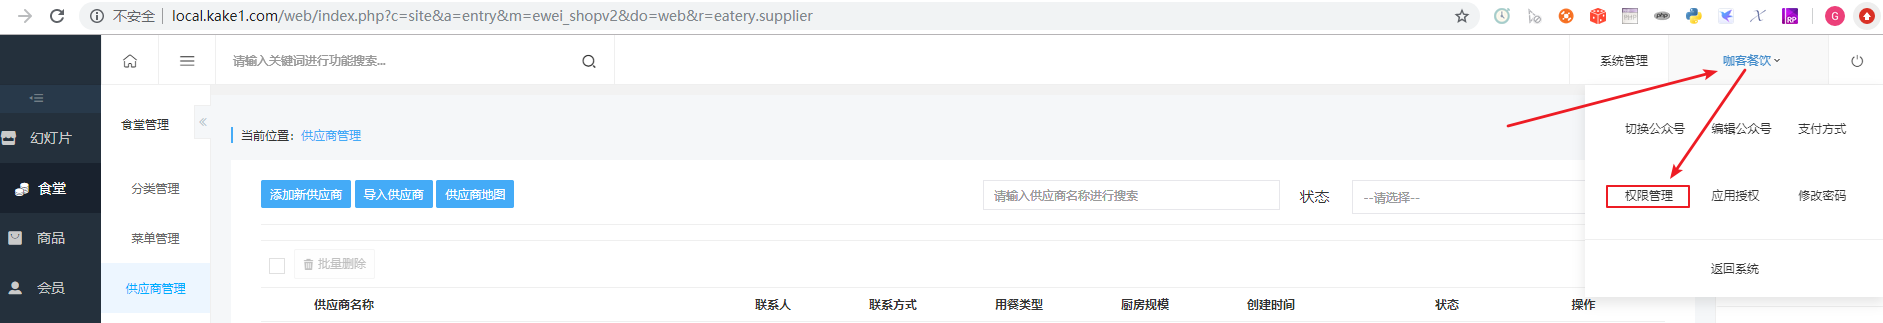 不安全 | local.kake1.com/web/index.php?c=site&a=entry&m=ewei_shopv2&do=web&r=eatery.supplier
PHP php RP G
请输入关键词进行功能搜索...
系统管理
咖客餐饮
幻灯片
食堂
商品
会员
食堂管理
分类管理
菜单管理
供应商管理
当前位置：供应商管理
添加新供应商 导入供应商 供应商地图
请输入供应商名称进行搜索
状态
--请选择--
批量删除
供应商名称 联系人 联系方式 用餐类型 厨房规模 创建时间 状态 操作
切换公众号 编辑公众号 支付方式
权限管理 应用授权 修改密码
返回系统